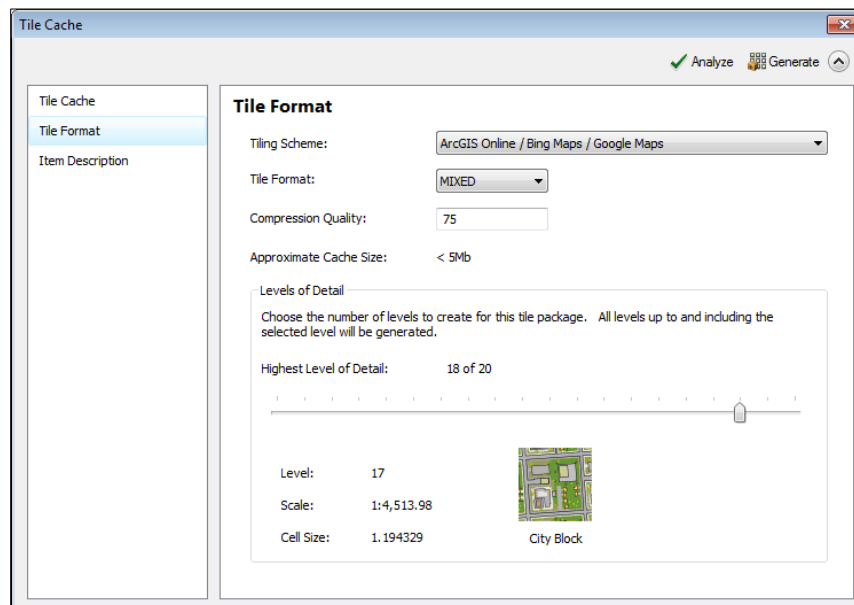 Tile Cache
Analyze Generate
Tile Cache
Tile Format
Item Description
Tile Format
Tiling Scheme: ArcGIS Online / Bing Maps / Google Maps
Tile Format: MIXED
Compression Quality: 75
Approximate Cache Size: < 5Mb
Levels of Detail
Choose the number of levels to create for this tile package. All levels up to and including the
selected level will be generated.
Highest Level of Detail: 18 of 20
Level: 17
Scale: 1:4,513.98
Cell Size: 1.194329
City Block